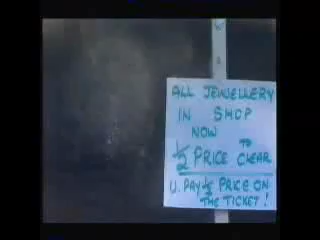 ALL JEWELLERY
IN SHOP
NOW
1/2 PRICE TO CLEAR
U. PAY 1/2 PRICE ON
THE TICKET!